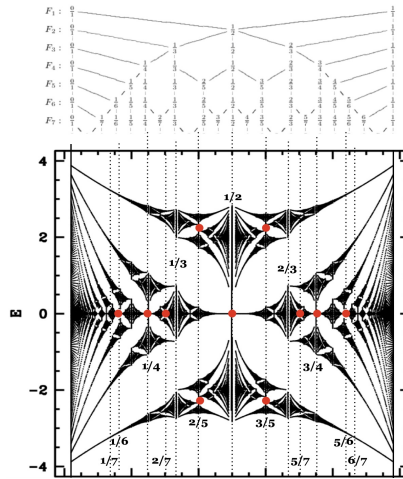 F₁ : 0/1 1/1
F₂ : 0/1 1/2 1/1
F₃ : 0/1 1/3 1/2 2/3 1/1
F₄ : 0/1 1/4 1/3 1/2 2/3 3/4 1/1
F₅ : 0/1 1/5 1/4 1/3 2/5 1/2 3/5 2/3 3/4 4/5 1/1
F₆ : 0/1 1/6 1/5 1/4 1/3 2/5 1/2 3/5 2/3 3/4 4/5 5/6 1/1
F₇ : 0/1 1/7 1/6 1/5 1/4 2/7 1/3 2/5 3/7 1/2 4/7 3/5 2/3 5/7 3/4 4/5 5/6 6/7 1/1
4
1/2
2
1/3 2/3
E
0
1/4 3/4
-2
2/5 3/5
1/6 5/6
1/7 2/7 5/7 6/7
-4